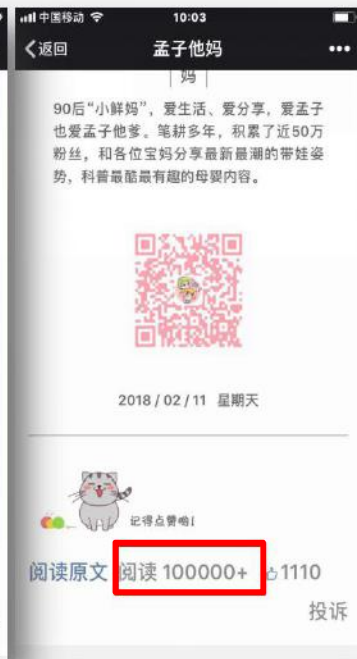 中国移动 10:03
返回 孟子他妈
妈
90后“小鲜妈”，爱生活、爱分享，爱孟子
也爱孟子他爹。笔耕多年，积累了近50万
粉丝，和各位宝妈分享最新最潮的带娃姿
势，科普最酷最有趣的母婴内容。
2018 / 02 / 11 星期天
记得点赞哟！
阅读原文 阅读 100000+ 1110
投诉